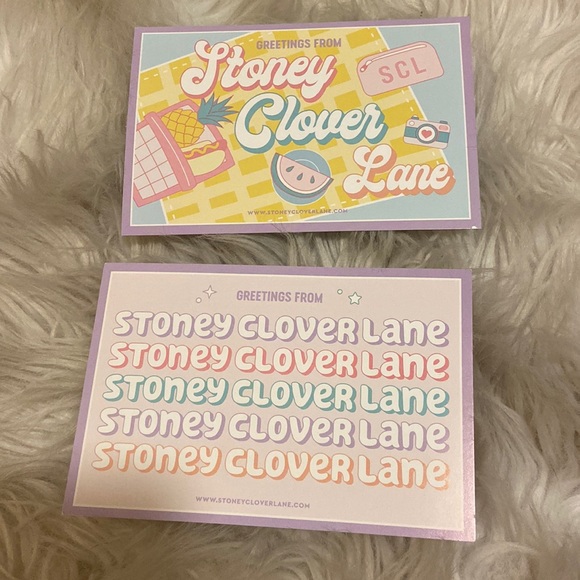 GREETINGS FROM
Stoney
SCL
Clover
Lane
WWW.STONEYCLOVERLANE.COM
GREETINGS FROM
STONEY CLOVER LANE
STONEY CLOVER LANE
STONEY CLOVER LANE
STONEY CLOVER LANE
STONEY CLOVER LANE
WWW.STONEYCLOVERLANE.COM